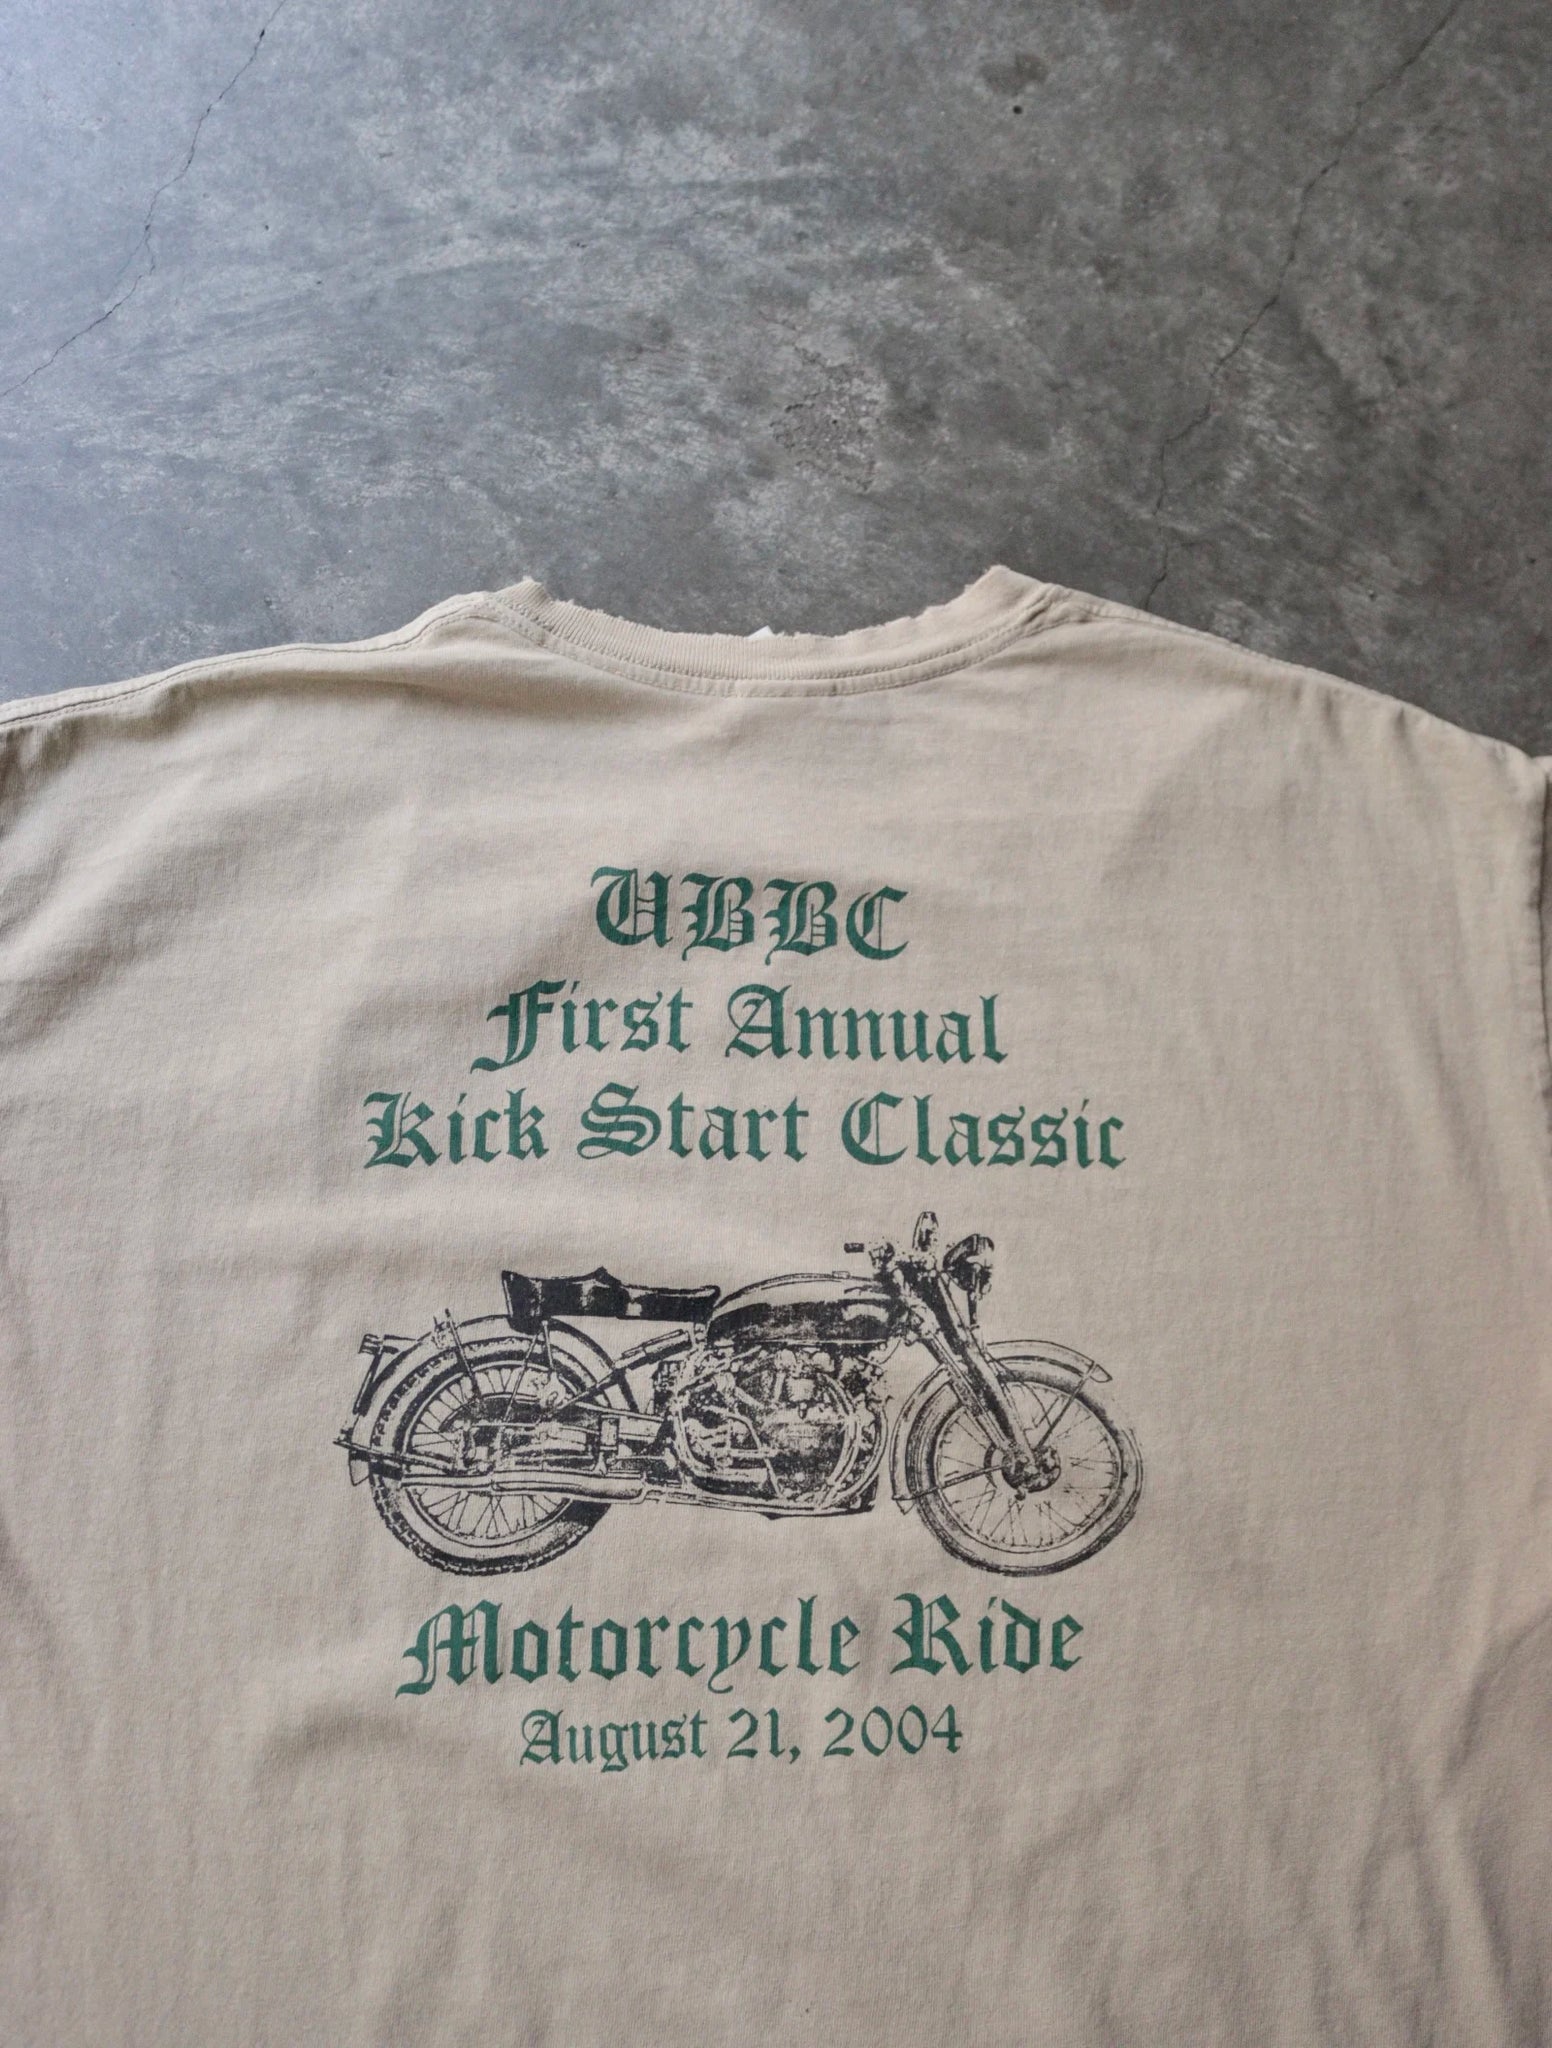 UBBC
First Annual
Kick Start Classic
Motorcycle Ride
August 21, 2004